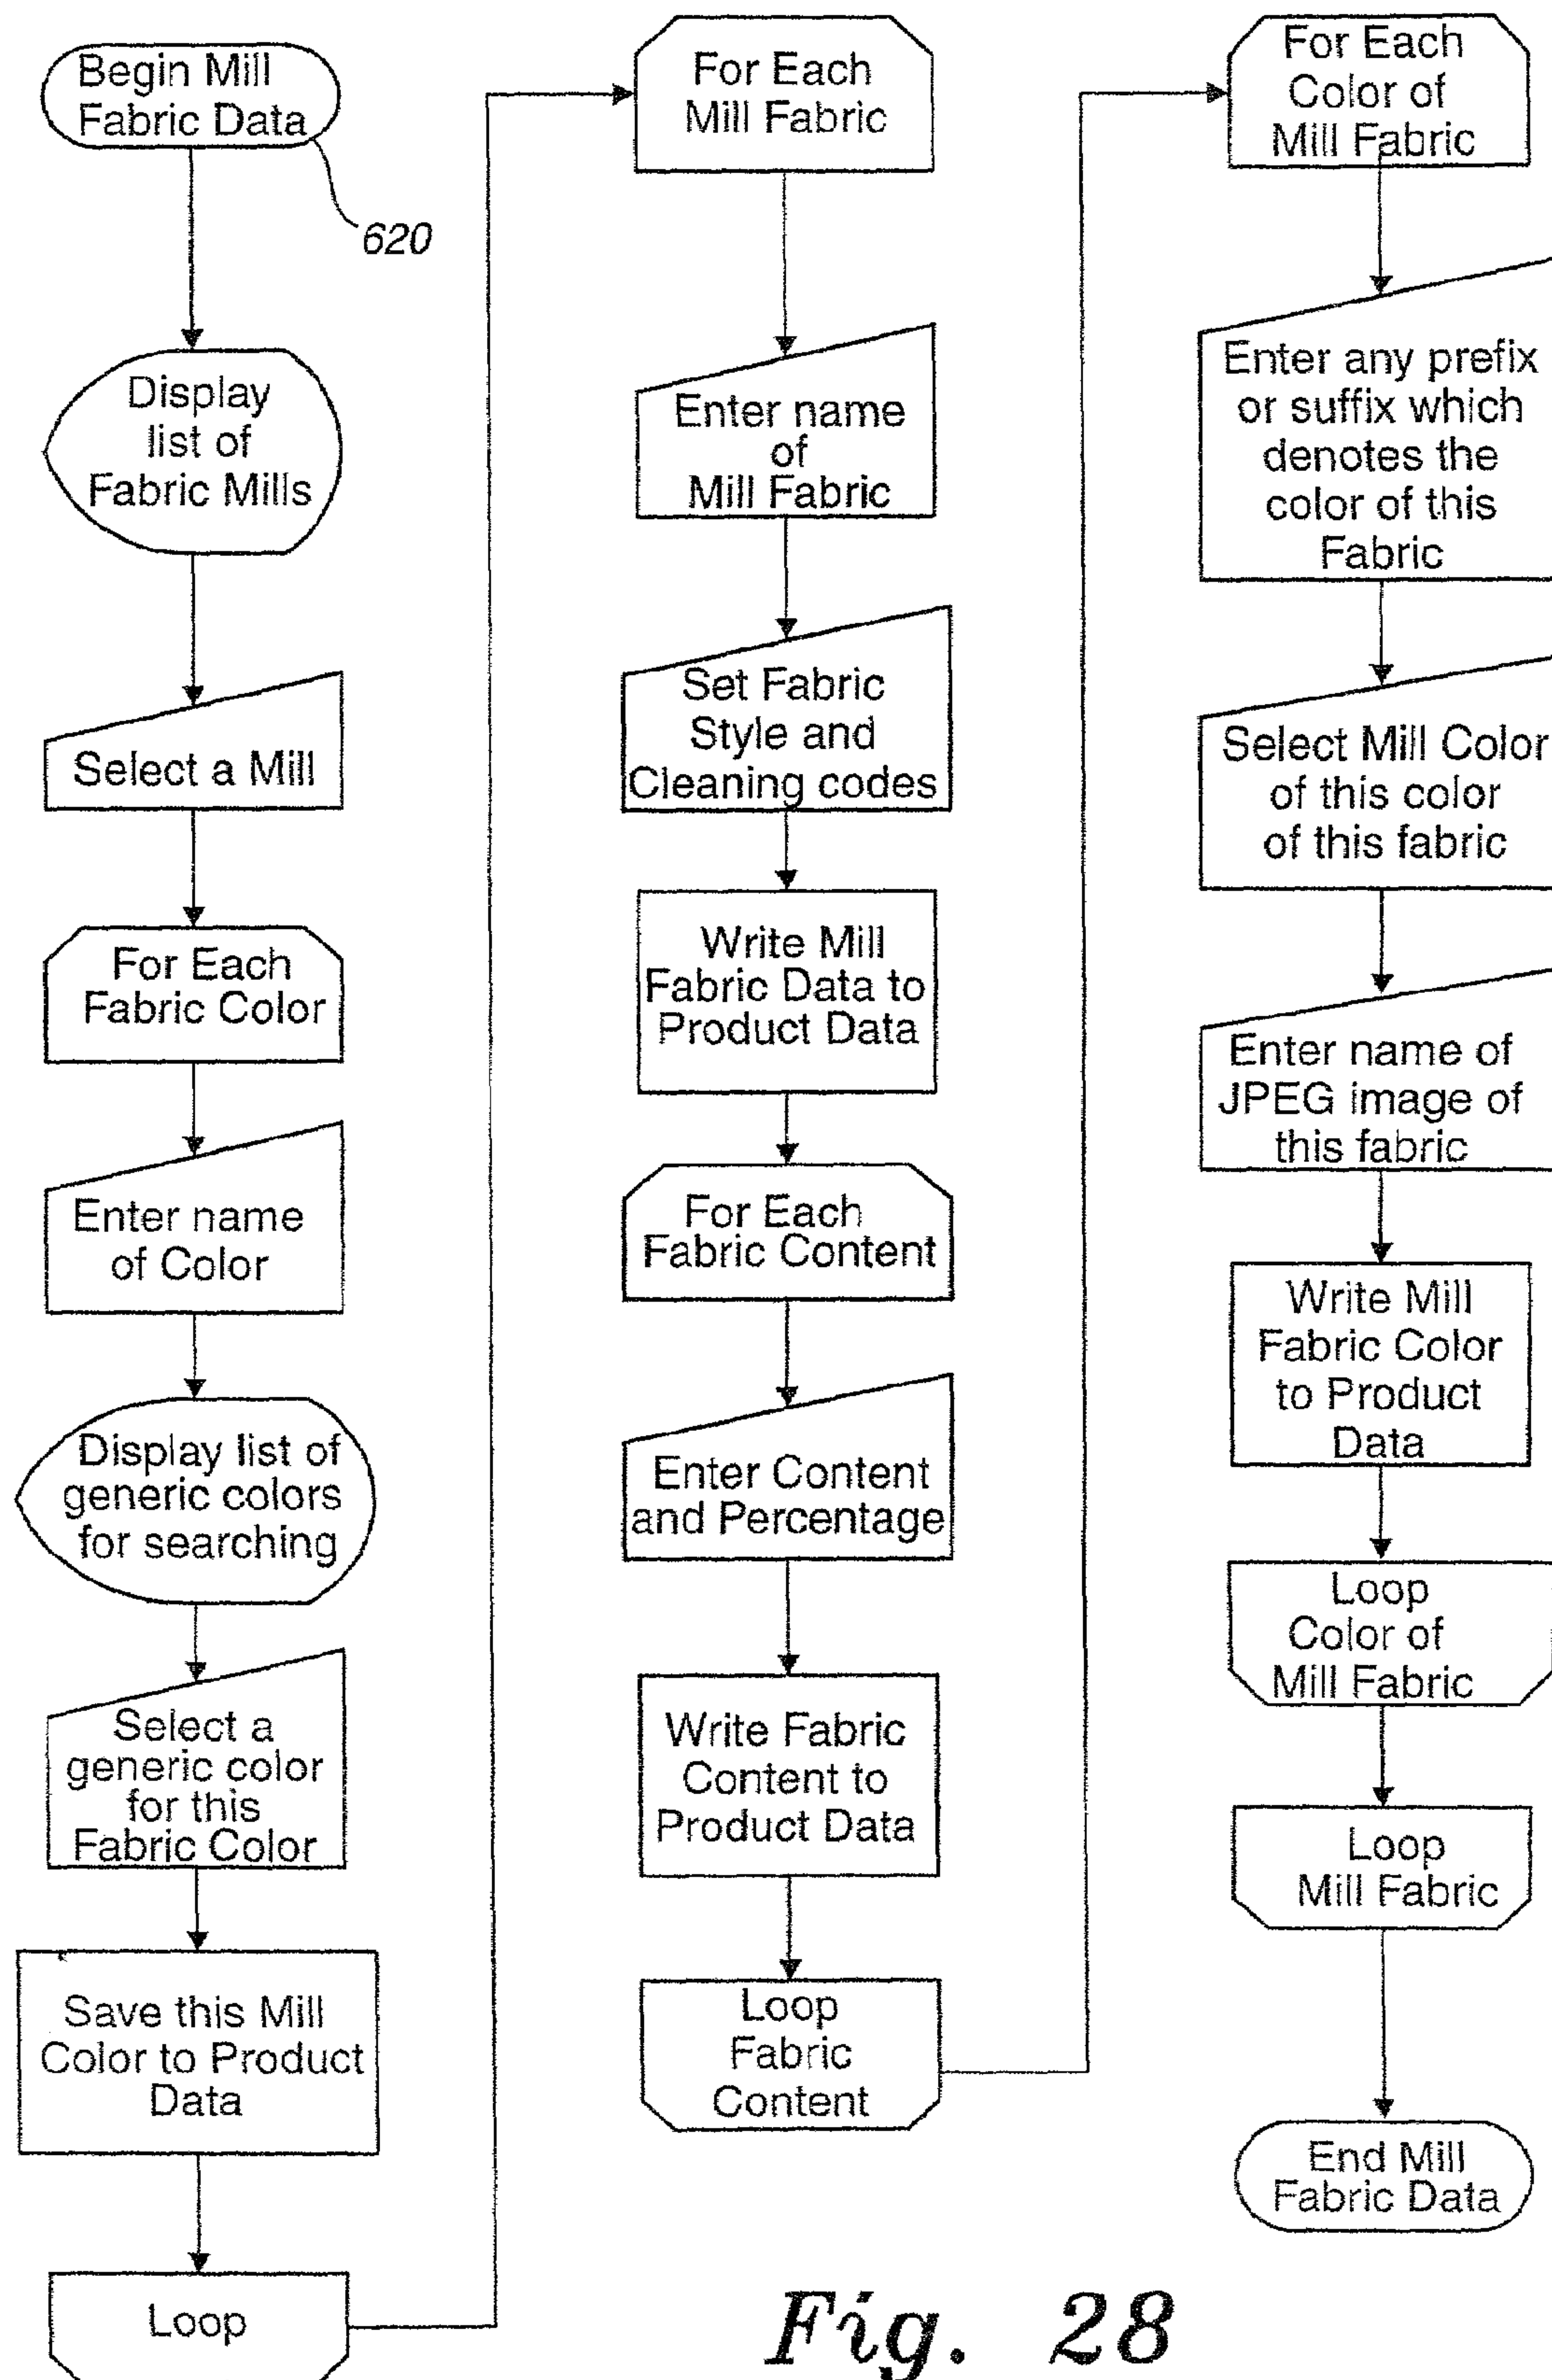 Begin Mill
Fabric Data
620
Display
list of
Fabric Mills
Select a Mill
For Each
Fabric Color
Enter name
of Color
Display list of
generic colors
for searching
Select a
generic color
for this
Fabric Color
Save this Mill
Color to Product
Data
Loop
For Each
Mill Fabric
Enter name
of
Mill Fabric
Set Fabric
Style and
Cleaning codes
Write Mill
Fabric Data to
Product Data
For Each
Fabric Content
Enter Content
and Percentage
Write Fabric
Content to
Product Data
Loop
Fabric
Content
For Each
Color of
Mill Fabric
Enter any prefix
or suffix which
denotes the
color of this
Fabric
Select Mill Color
of this color
of this fabric
Enter name of
JPEG image of
this fabric
Write Mill
Fabric Color
to Product
Data
Loop
Color of
Mill Fabric
Loop
Mill Fabric
End Mill
Fabric Data
Fig. 28